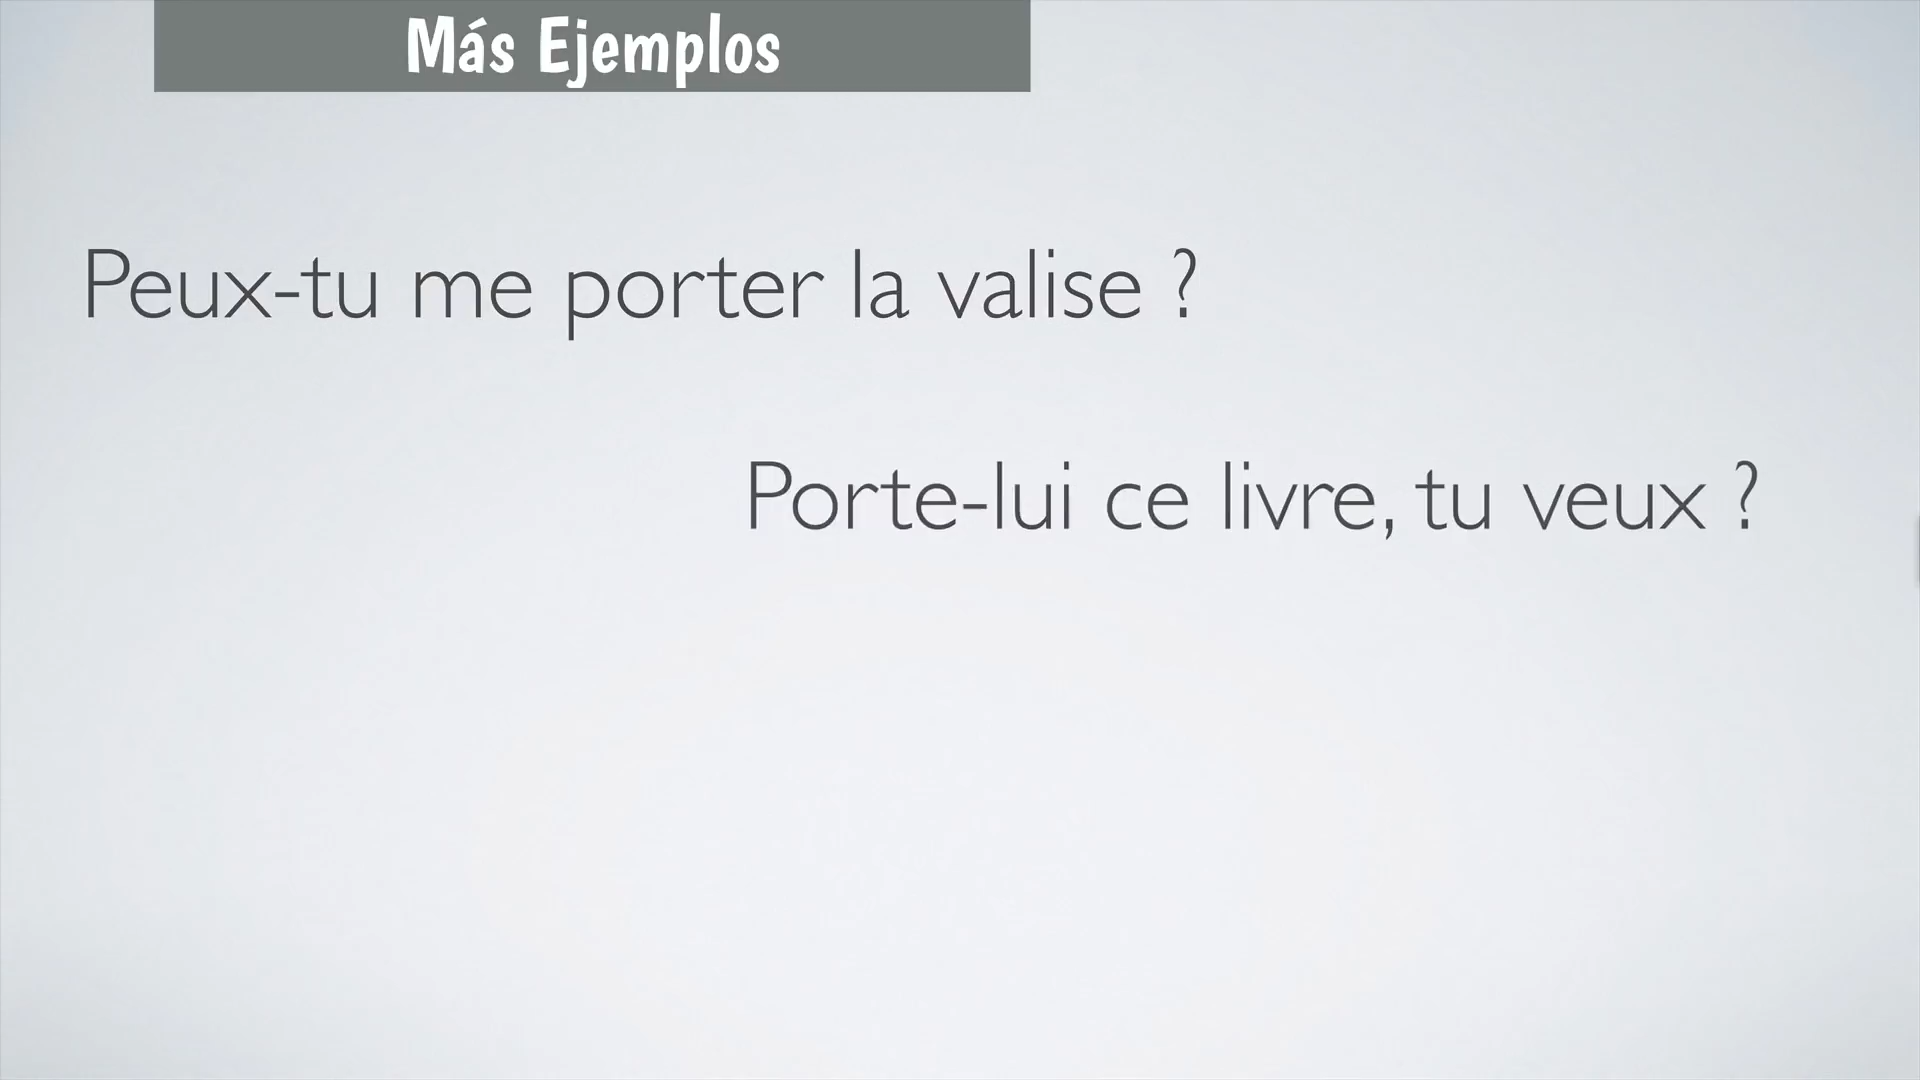 Más Ejemplos
Peux-tu me porter la valise ?
Porte-lui ce livre, tu veux ?